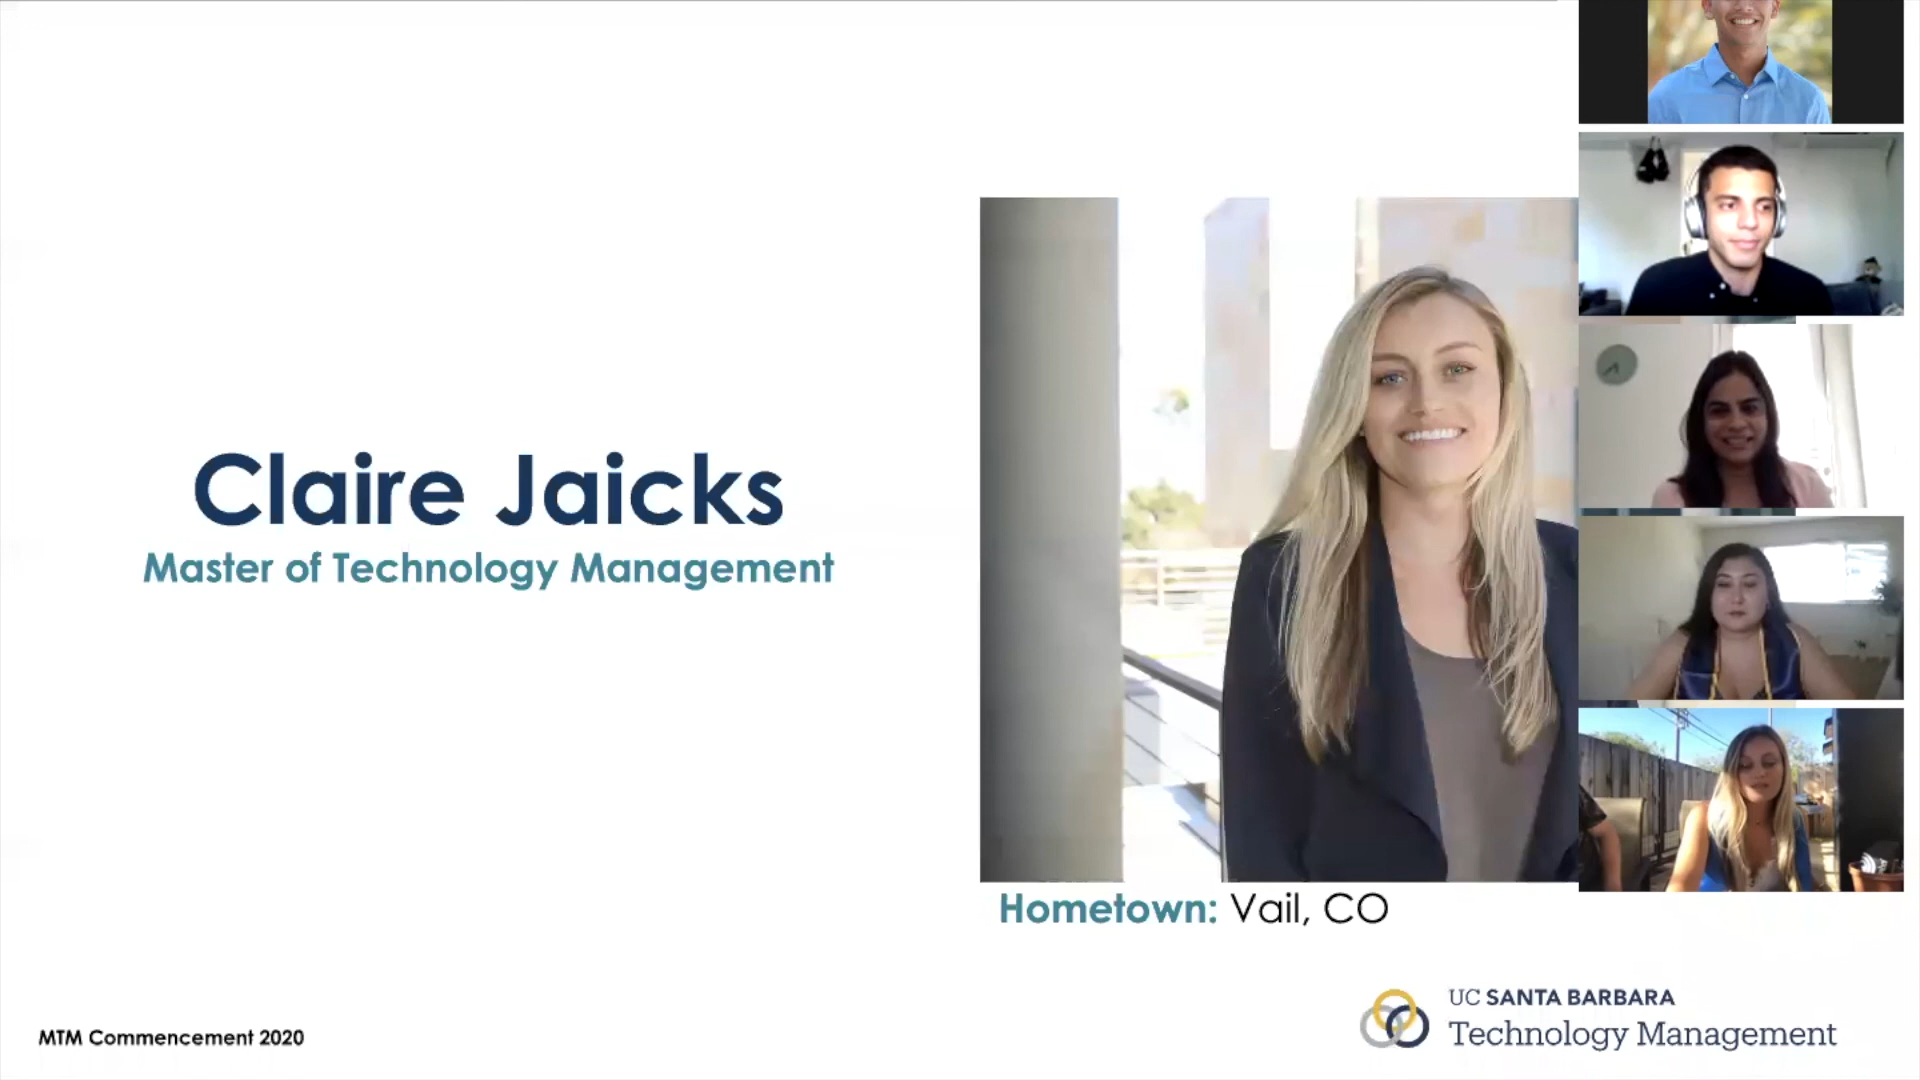 Claire Jaicks
Master of Technology Management
Hometown: Vail, CO
MTM Commencement 2020
UC SANTA BARBARA
Technology Management